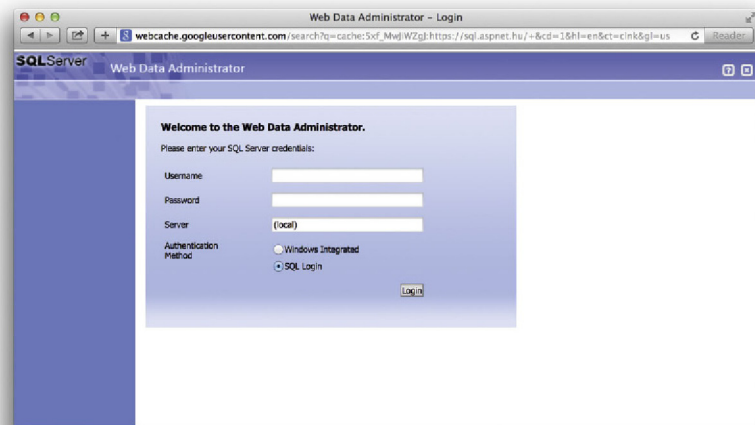 Web Data Administrator – Login
webcache.googleusercontent.com/search?q=cache:5xf_MwJiWZgJ:https://sql.aspnet.hu/+&cd=1&hl=en&ct=clnk&gl=us
Reader
SQLServer
Web Data Administrator
Welcome to the Web Data Administrator.
Please enter your SQL Server credentials:
Username
Password
Server (local)
Authentication Method
Windows Integrated
SQL Login
Login